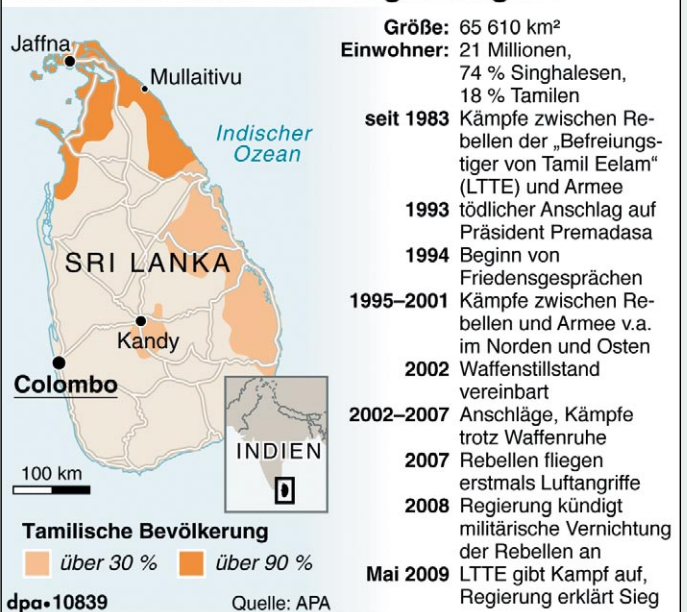 Jaffna
Mullaitivu
Indischer
Ozean
SRI LANKA
Kandy
Colombo
INDIEN
100 km
Tamilische Bevölkerung
über 30 %
über 90 %
dpa•10839
Quelle: APA
Größe: 65 610 km²
Einwohner: 21 Millionen,
74 % Singhalesen,
18 % Tamilen
seit 1983 Kämpfe zwischen Re-
bellen der „Befreiungs-
tiger von Tamil Eelam“
(LTTE) und Armee
1993 tödlicher Anschlag auf
Präsident Premadasa
1994 Beginn von
Friedensgesprächen
1995–2001 Kämpfe zwischen Re-
bellen und Armee v.a.
im Norden und Osten
2002 Waffenstillstand
vereinbart
2002–2007 Anschläge, Kämpfe
trotz Waffenruhe
2007 Rebellen fliegen
erstmals Luftangriffe
2008 Regierung kündigt
militärische Vernichtung
der Rebellen an
Mai 2009 LTTE gibt Kampf auf,
Regierung erklärt Sieg